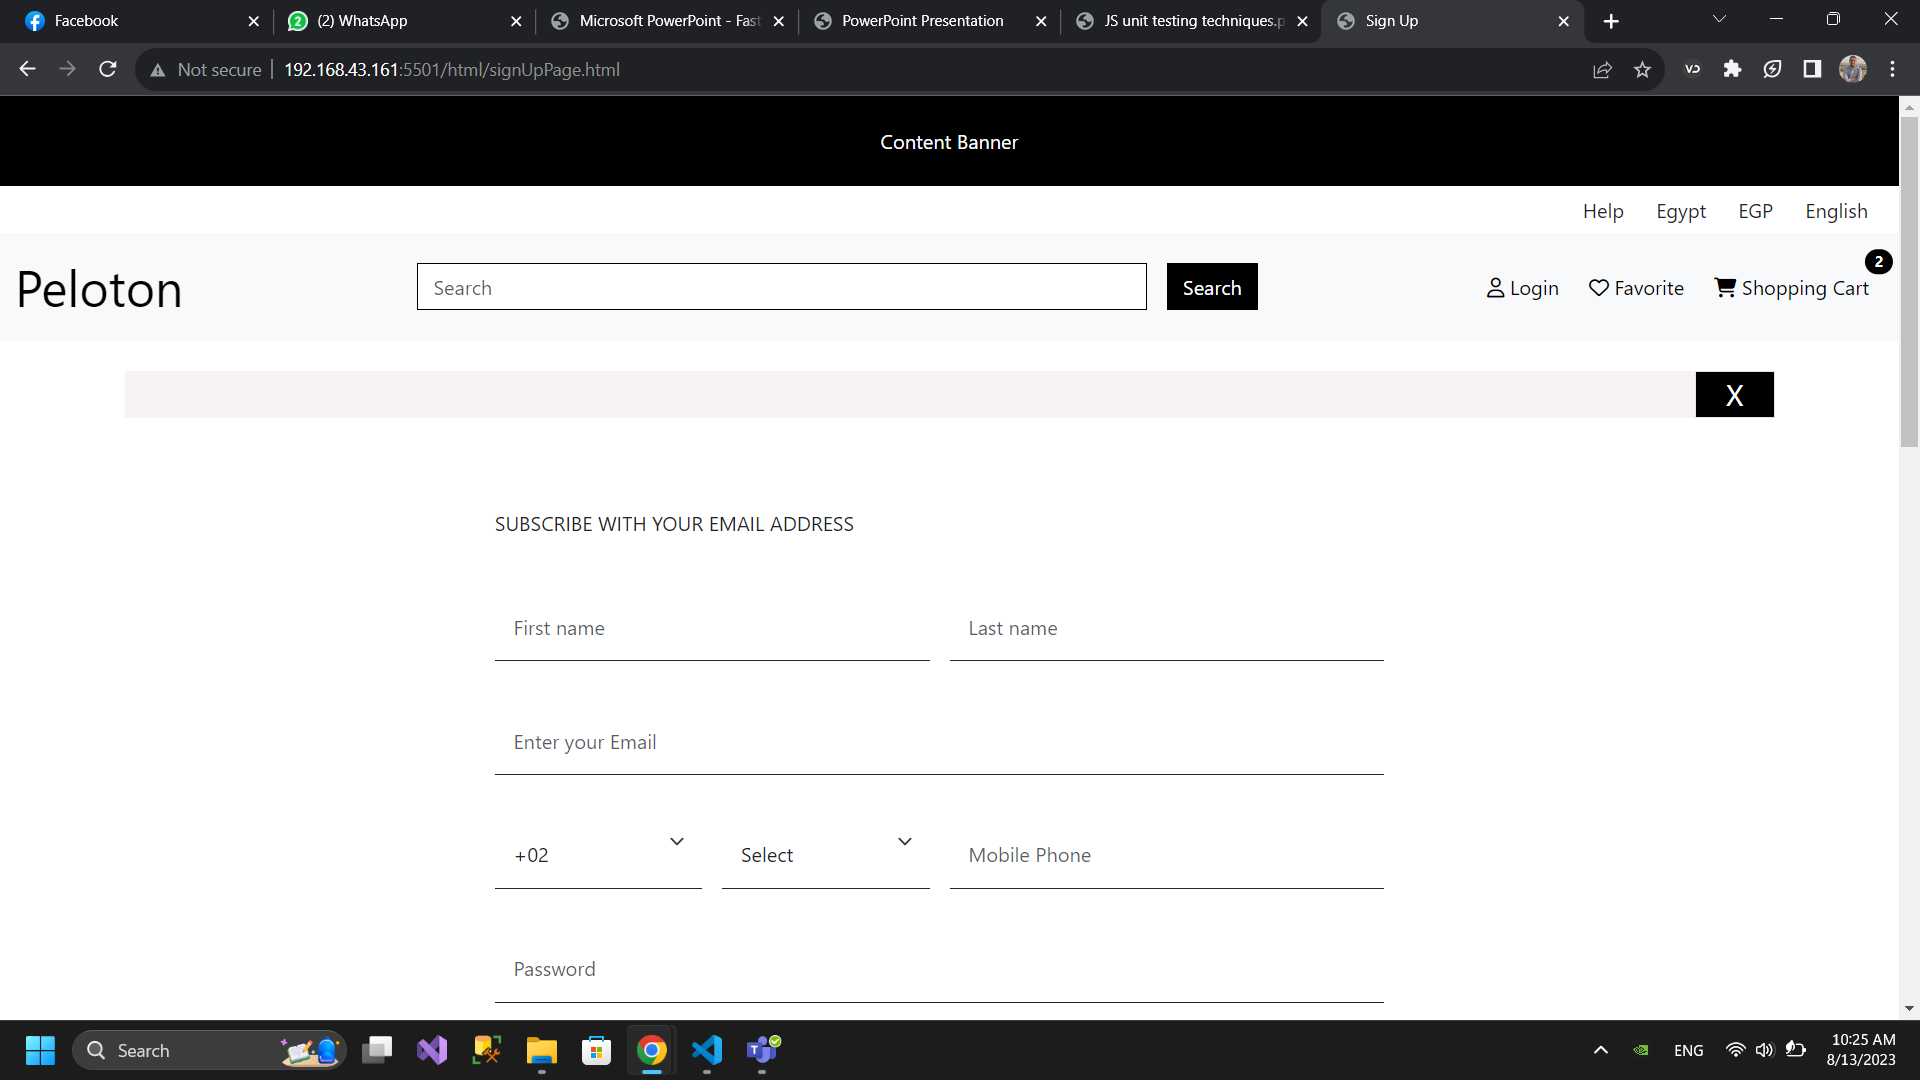 Facebook
(2) WhatsApp
Microsoft PowerPoint - Fast
PowerPoint Presentation
JS unit testing techniques.p
Sign Up
Not secure
192.168.43.161:5501/html/signUpPage.html
Content Banner
Help Egypt EGP English
Peloton
Search
Search
Login
Favorite
Shopping Cart
2
X
SUBSCRIBE WITH YOUR EMAIL ADDRESS
First name
Last name
Enter your Email
+02
Select
Mobile Phone
Password
Search
ENG
10:25 AM
8/13/2023